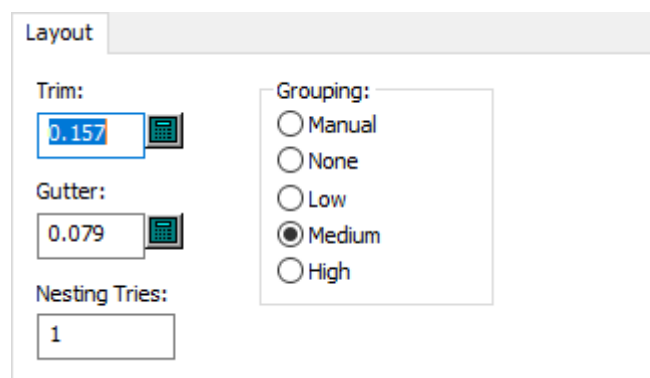 Layout
Trim:
0.157
Gutter:
0.079
Nesting Tries:
1
Grouping:
Manual
None
Low
Medium
High